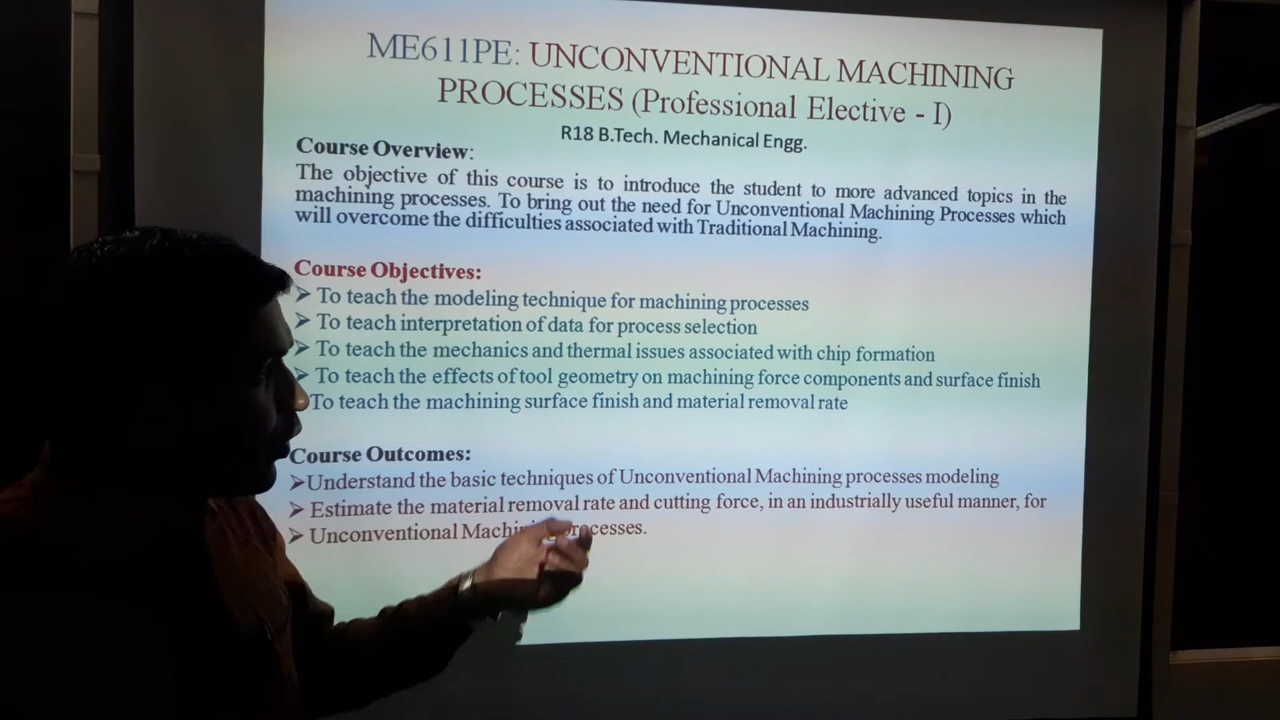 ME611PE: UNCONVENTIONAL MACHINING
PROCESSES (Professional Elective - I)
R18 B.Tech. Mechanical Engg.
Course Overview:
The objective of this course is to introduce the student to more advanced topics in the
machining processes. To bring out the need for Unconventional Machining Processes which
will overcome the difficulties associated with Traditional Machining.
Course Objectives:
➢ To teach the modeling technique for machining processes
➢ To teach interpretation of data for process selection
➢ To teach the mechanics and thermal issues associated with chip formation
➢ To teach the effects of tool geometry on machining force components and surface finish
To teach the machining surface finish and material removal rate
Course Outcomes:
➢Understand the basic techniques of Unconventional Machining processes modeling
➢ Estimate the material removal rate and cutting force, in an industrially useful manner, for
➢ Unconventional Machining processes.